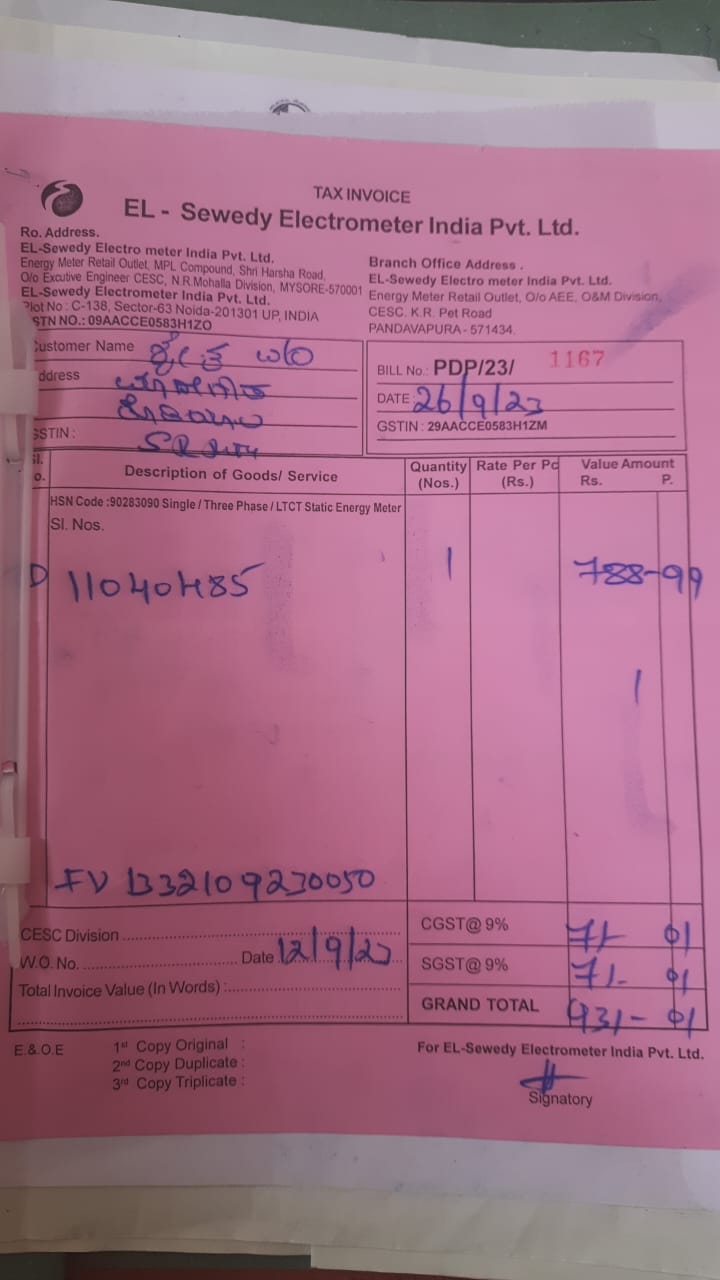 TAX INVOICE
EL - Sewedy Electrometer India Pvt. Ltd.
Ro. Address.
EL-Sewedy Electro meter India Pvt. Ltd.
Energy Meter Retail Outlet, MPL Compound, Shri Harsha Road,
O/o Excutive Engineer CESC, N.R.Mohalla Division, MYSORE-570001
EL-Sewedy Electrometer India Pvt. Ltd.
Plot No : C-138, Sector-63 Noida-201301 UP, INDIA
STN NO.: 09AACCE0583H1ZO
Branch Office Address .
EL-Sewedy Electro meter India Pvt. Ltd.
Energy Meter Retail Outlet, O/o AEE, O&M Division,
CESC. K.R. Pet Road
PANDAVAPURA - 571434.
Customer Name
ddress
GSTIN :
BILL No.: PDP/23/ 1167
DATE : 26/9/23
GSTIN : 29AACCE0583H1ZM
Sl. No. Description of Goods/ Service Quantity (Nos.) Rate Per Pc (Rs.) Value Amount Rs. P.
HSN Code :90283090 Single / Three Phase / LTCT Static Energy Meter
Sl. Nos.
11040485 1 788-99
1332109230050
CESC Division
W.O. No. Date 12/9/23
Total Invoice Value (In Words) :
CGST@ 9% 71- 01
SGST@ 9% 71- 01
GRAND TOTAL 931- 01
E.&.O.E
1st Copy Original :
2nd Copy Duplicate :
3rd Copy Triplicate :
For EL-Sewedy Electrometer India Pvt. Ltd.
Signatory